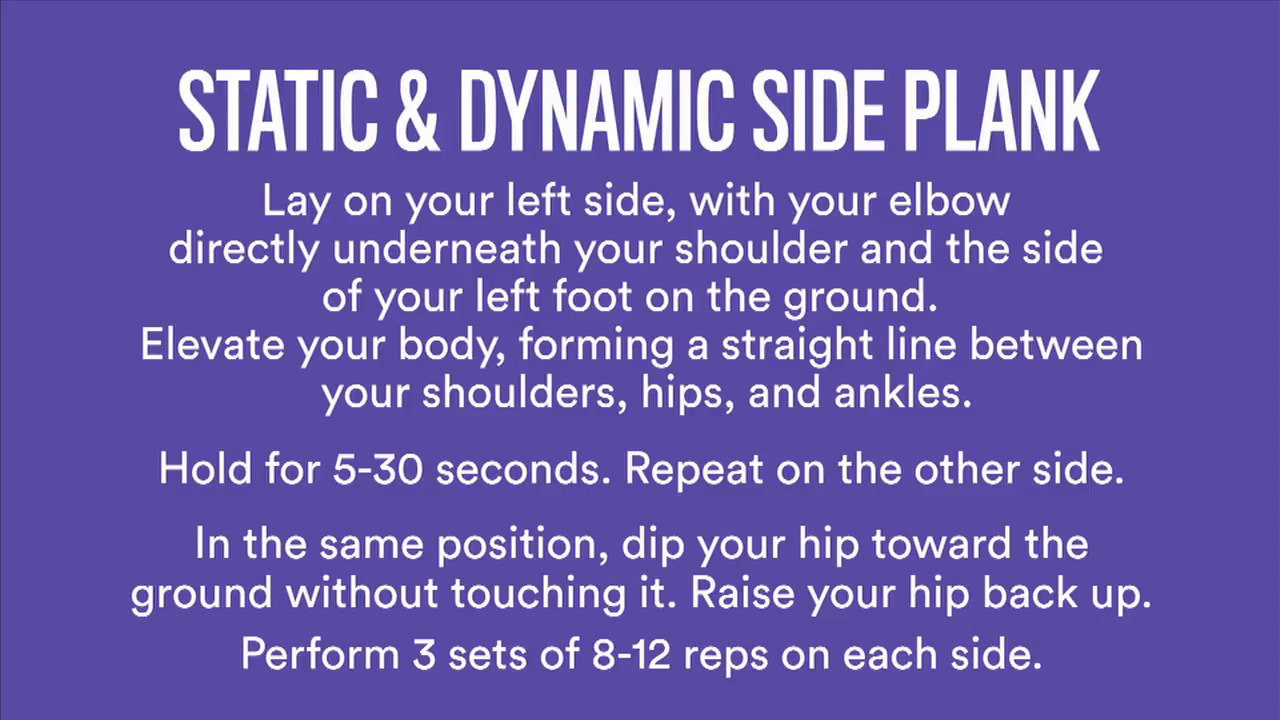 STATIC & DYNAMIC SIDE PLANK
Lay on your left side, with your elbow
directly underneath your shoulder and the side
of your left foot on the ground.
Elevate your body, forming a straight line between
your shoulders, hips, and ankles.
Hold for 5-30 seconds. Repeat on the other side.
In the same position, dip your hip toward the
ground without touching it. Raise your hip back up.
Perform 3 sets of 8-12 reps on each side.